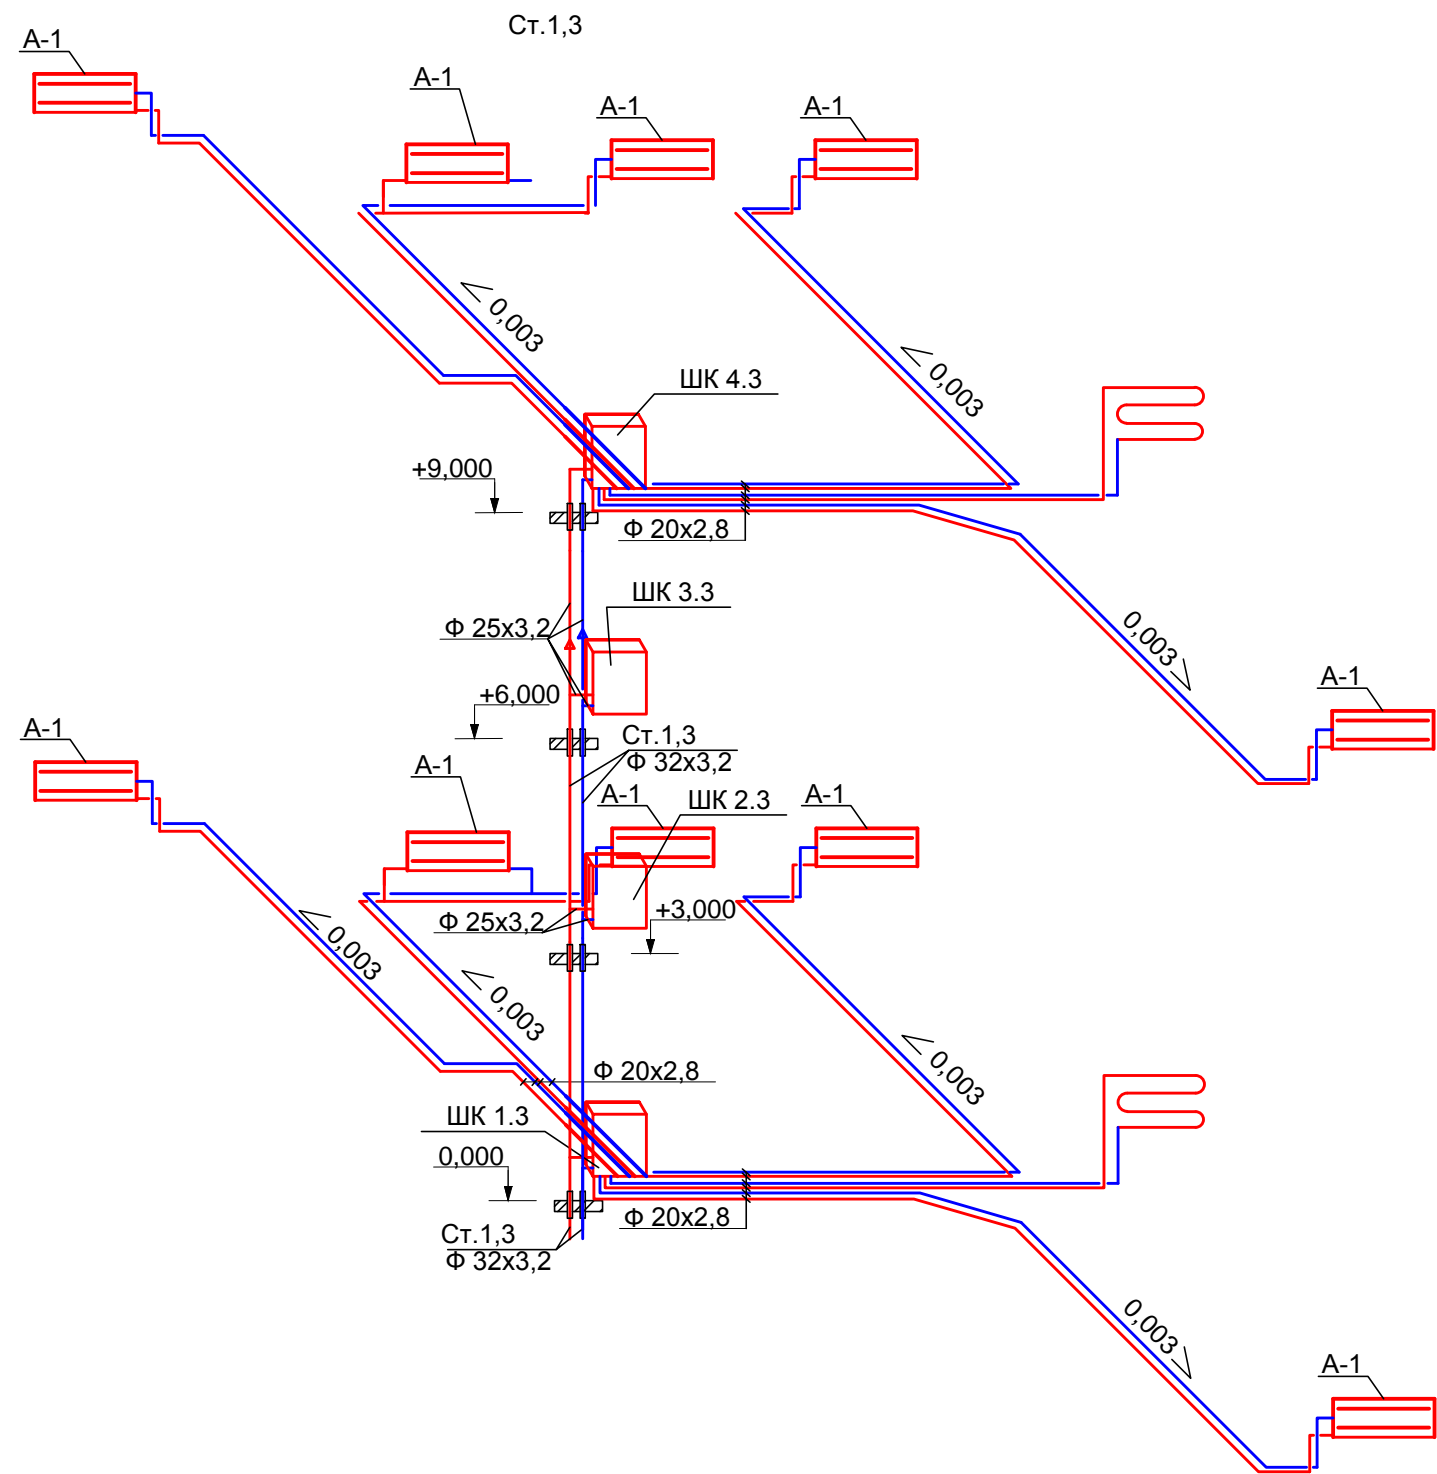 Ст.1,3
А-1
А-1
А-1
А-1
0,003
0,003
ШК 4.3
+9,000
Ф 20х2,8
ШК 3.3
Ф 25х3,2
0,003
+6,000
А-1
А-1
Ст.1,3
Ф 32х3,2
А-1
А-1
ШК 2.3
А-1
+3,000
Ф 25х3,2
0,003
0,003
0,003
Ф 20х2,8
ШК 1.3
0,000
Ф 20х2,8
Ст.1,3
Ф 32х3,2
0,003
А-1